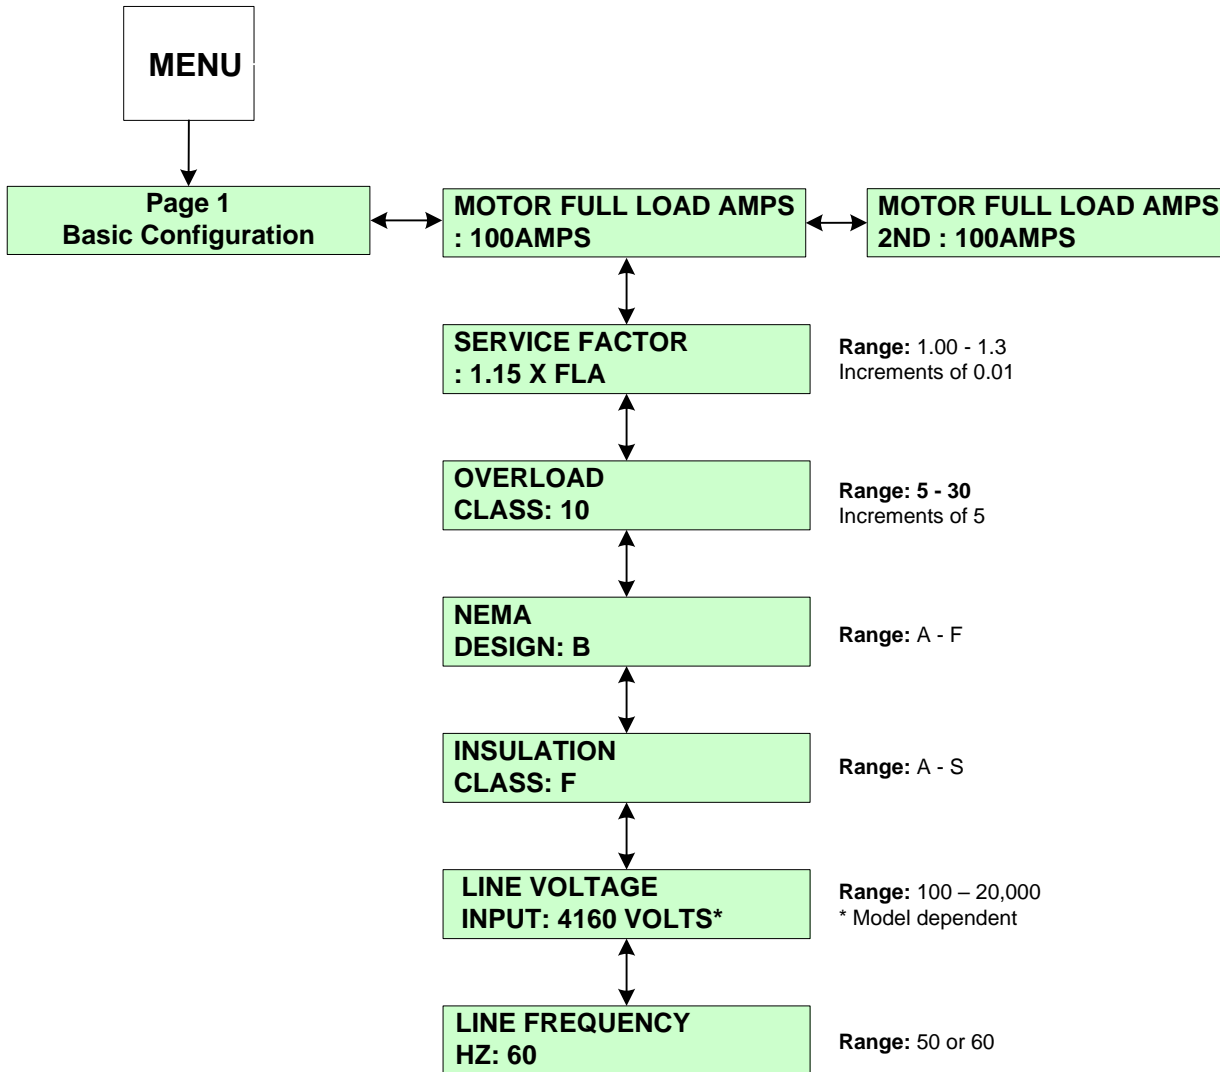 MENU
Page 1
Basic Configuration
MOTOR FULL LOAD AMPS
: 100AMPS
MOTOR FULL LOAD AMPS
2ND : 100AMPS
SERVICE FACTOR
: 1.15 X FLA
Range: 1.00 - 1.3
Increments of 0.01
OVERLOAD
CLASS: 10
Range: 5 - 30
Increments of 5
NEMA
DESIGN: B
Range: A - F
INSULATION
CLASS: F
Range: A - S
LINE VOLTAGE
INPUT: 4160 VOLTS*
Range: 100 – 20,000
* Model dependent
LINE FREQUENCY
HZ: 60
Range: 50 or 60